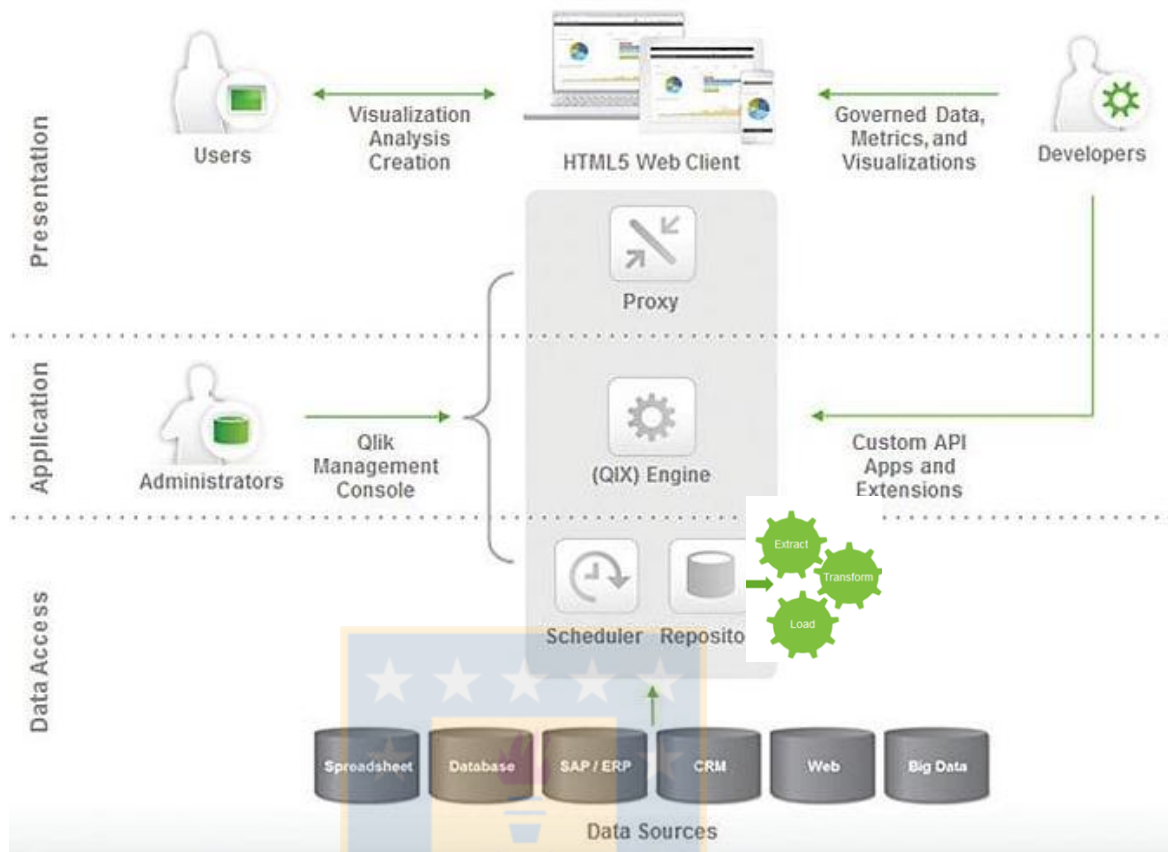 Presentation
Users
Visualization
Analysis
Creation
HTML5 Web Client
Governed Data,
Metrics, and
Visualizations
Developers
Proxy
Application
Administrators
Qlik
Management
Console
(QIX) Engine
Custom API
Apps and
Extensions
Data Access
Scheduler
Reposito
Extract
Transform
Load
Spreadsheet
Database
SAP / ERP
CRM
Web
Big Data
Data Sources